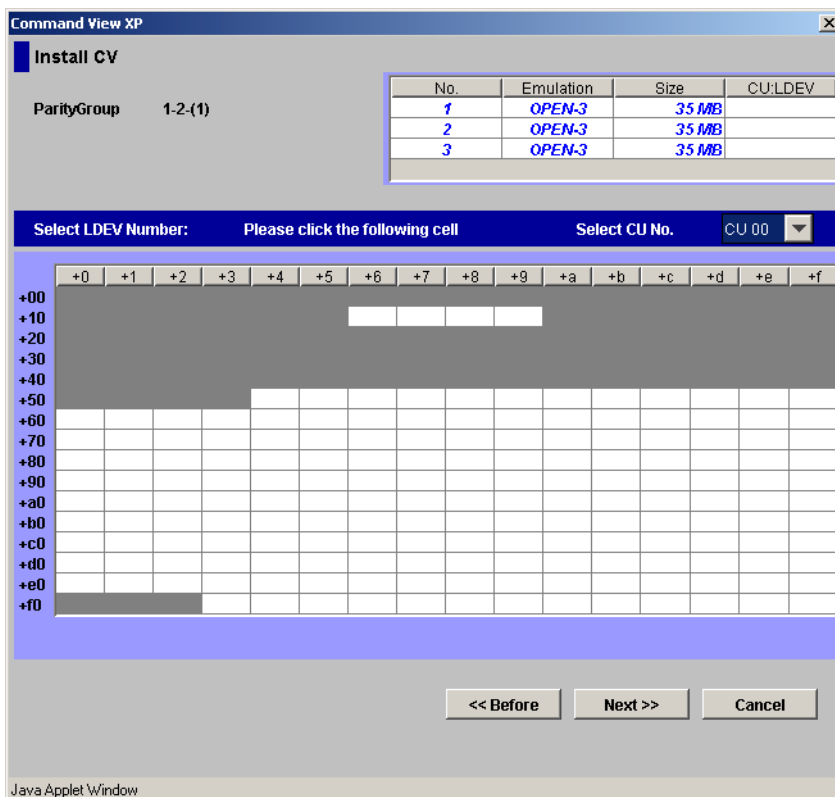 Command View XP
Install CV
ParityGroup 1-2-(1)
No. Emulation Size CU:LDEV
1 OPEN-3 35 MB
2 OPEN-3 35 MB
3 OPEN-3 35 MB
Select LDEV Number: Please click the following cell Select CU No. CU 00
+0 +1 +2 +3 +4 +5 +6 +7 +8 +9 +a +b +c +d +e +f
+00
+10
+20
+30
+40
+50
+60
+70
+80
+90
+a0
+b0
+c0
+d0
+e0
+f0
<< Before Next >> Cancel
Java Applet Window